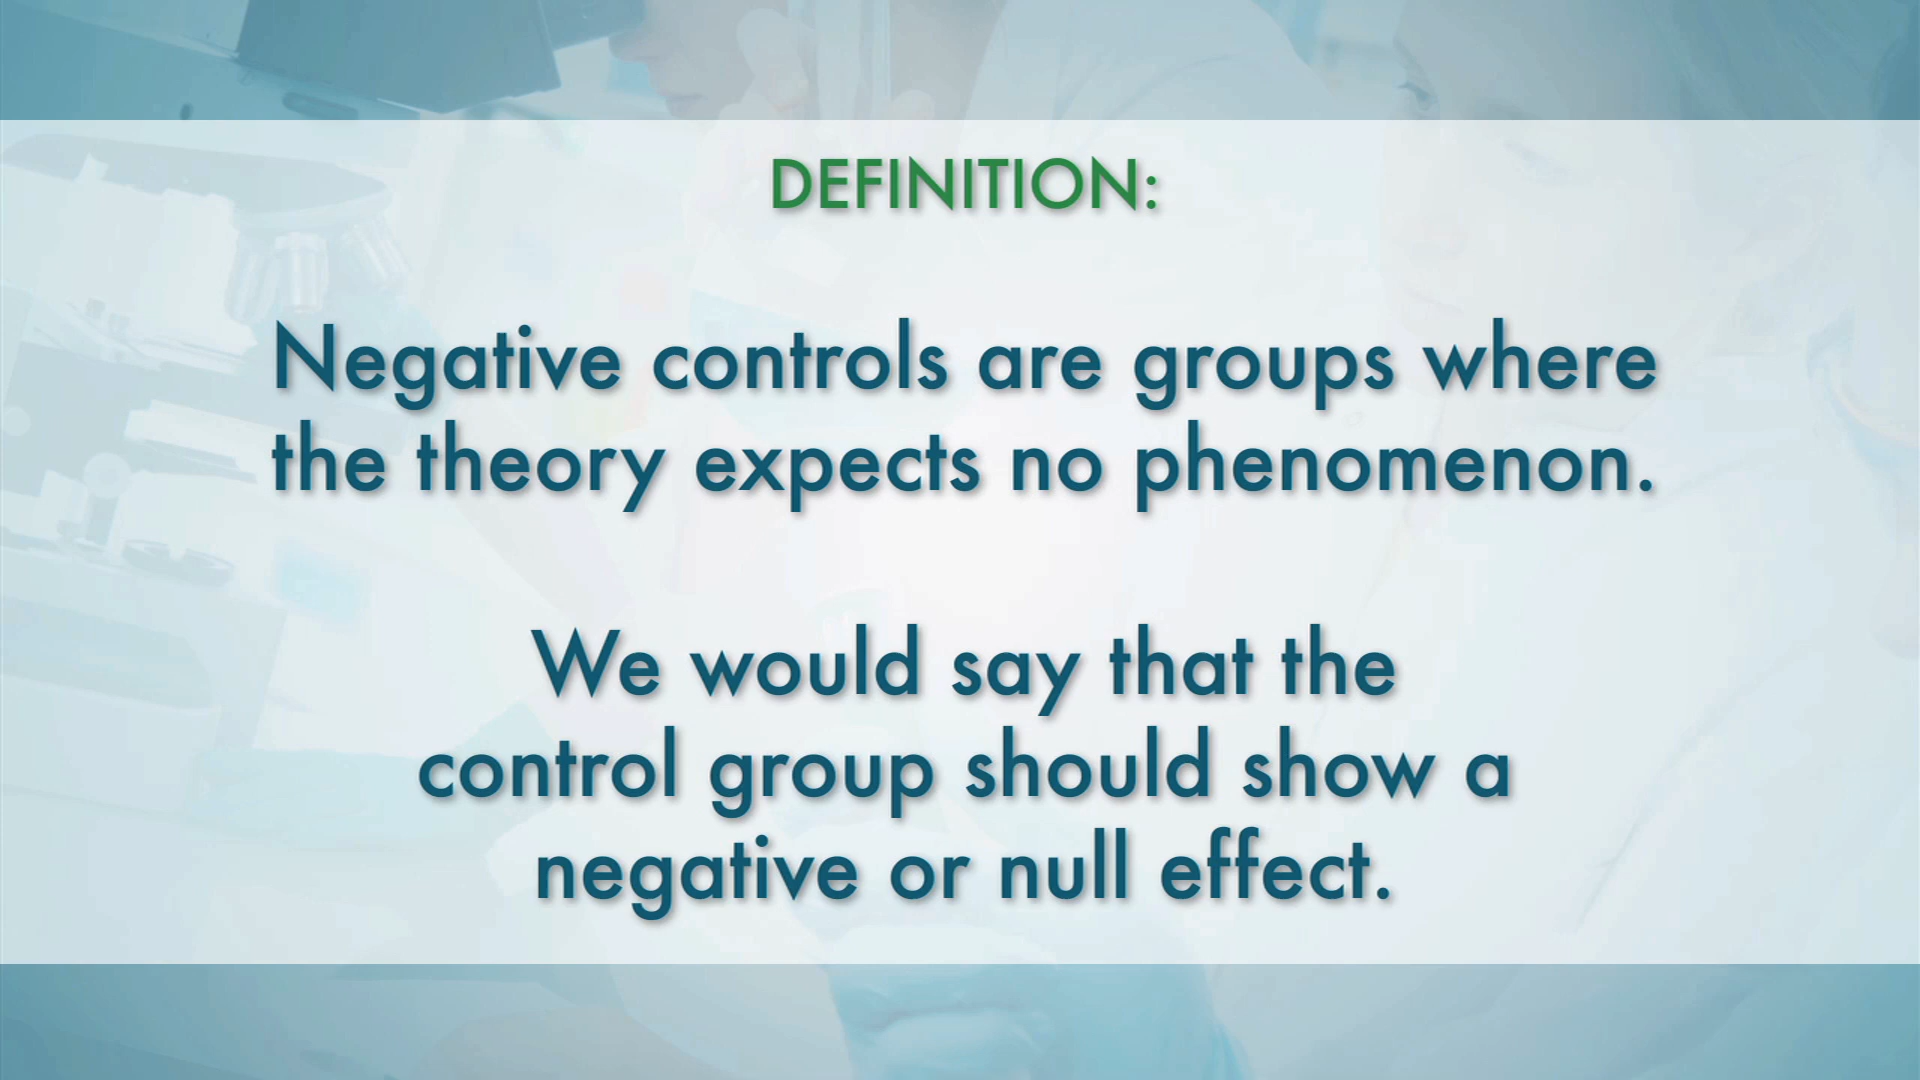 DEFINITION:
Negative controls are groups where
the theory expects no phenomenon.
We would say that the
control group should show a
negative or null effect.